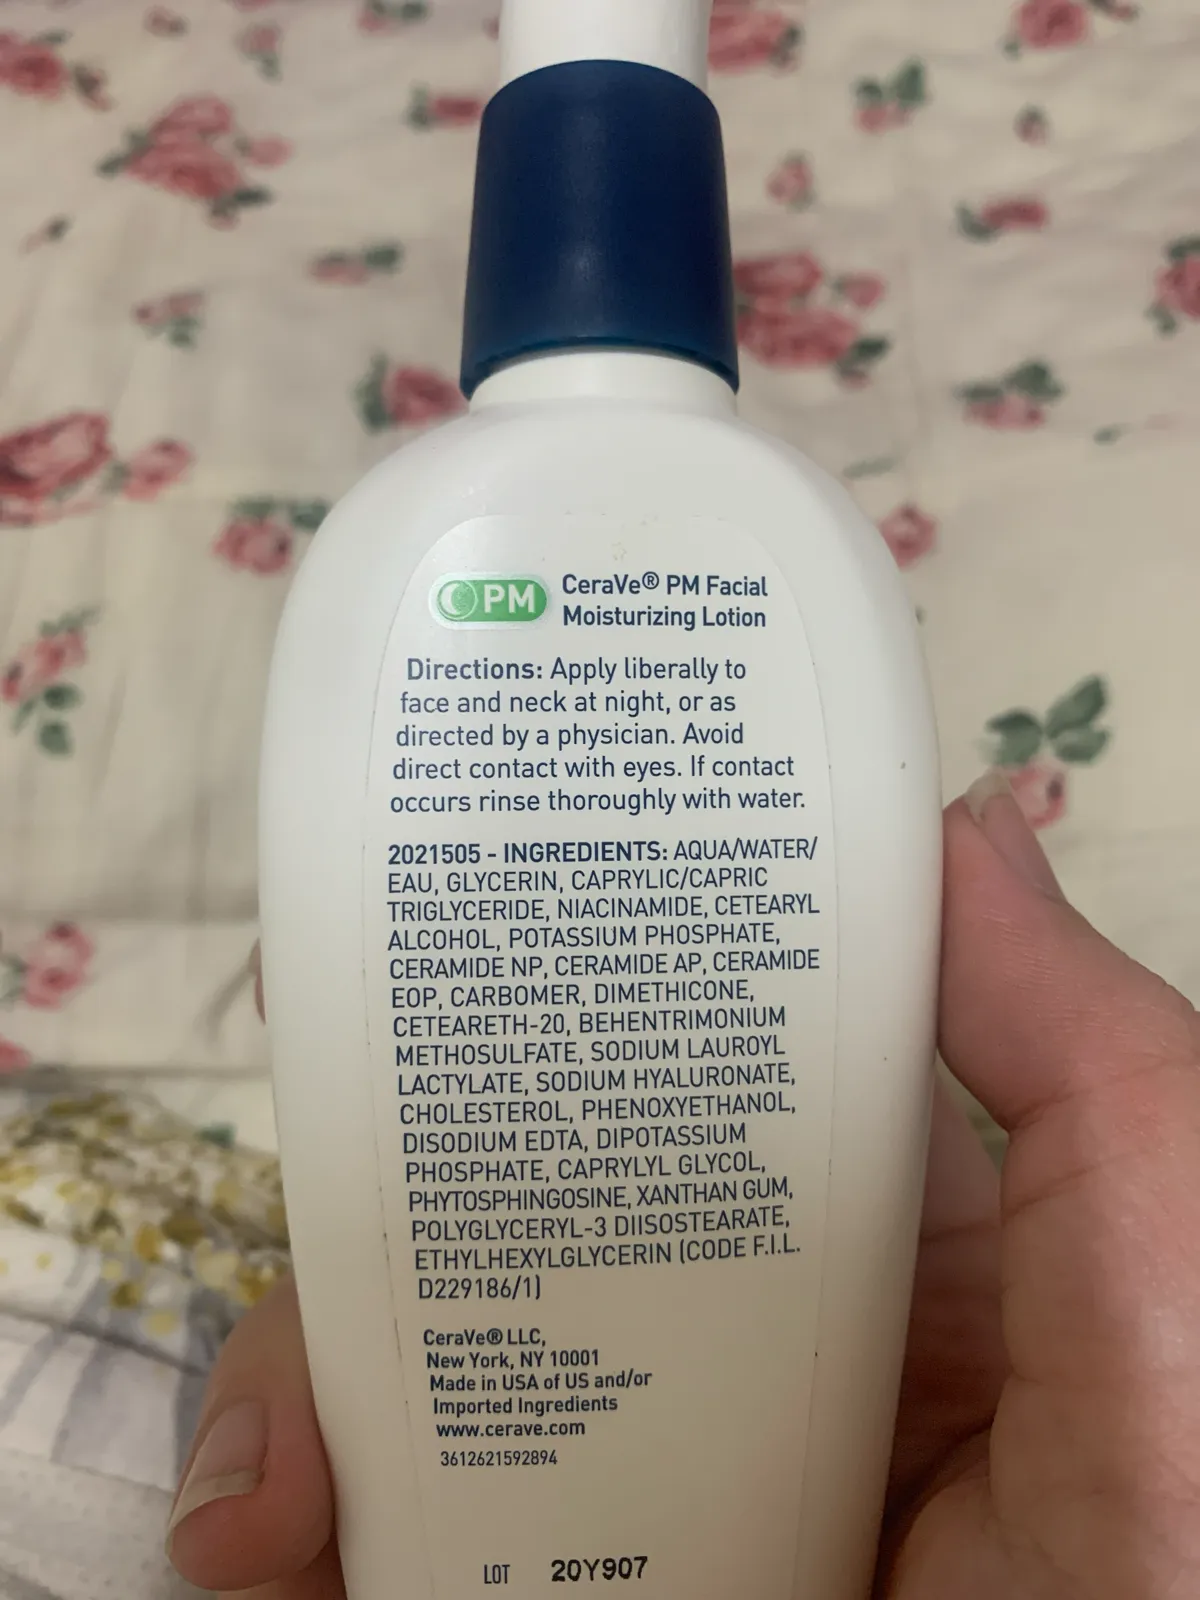 PM
CeraVe® PM Facial
Moisturizing Lotion
Directions: Apply liberally to
face and neck at night, or as
directed by a physician. Avoid
direct contact with eyes. If contact
occurs rinse thoroughly with water.
2021505 - INGREDIENTS: AQUA/WATER/
EAU, GLYCERIN, CAPRYLIC/CAPRIC
TRIGLYCERIDE, NIACINAMIDE, CETEARYL
ALCOHOL, POTASSIUM PHOSPHATE,
CERAMIDE NP, CERAMIDE AP, CERAMIDE
EOP, CARBOMER, DIMETHICONE,
CETEARETH-20, BEHENTRIMONIUM
METHOSULFATE, SODIUM LAUROYL
LACTYLATE, SODIUM HYALURONATE,
CHOLESTEROL, PHENOXYETHANOL,
DISODIUM EDTA, DIPOTASSIUM
PHOSPHATE, CAPRYLYL GLYCOL,
PHYTOSPHINGOSINE, XANTHAN GUM,
POLYGLYCERYL-3 DIISOSTEARATE,
ETHYLHEXYLGLYCERIN (CODE F.I.L.
D229186/1)
CeraVe® LLC,
New York, NY 10001
Made in USA of US and/or
Imported Ingredients
www.cerave.com
3612621592894
LOT 20Y907